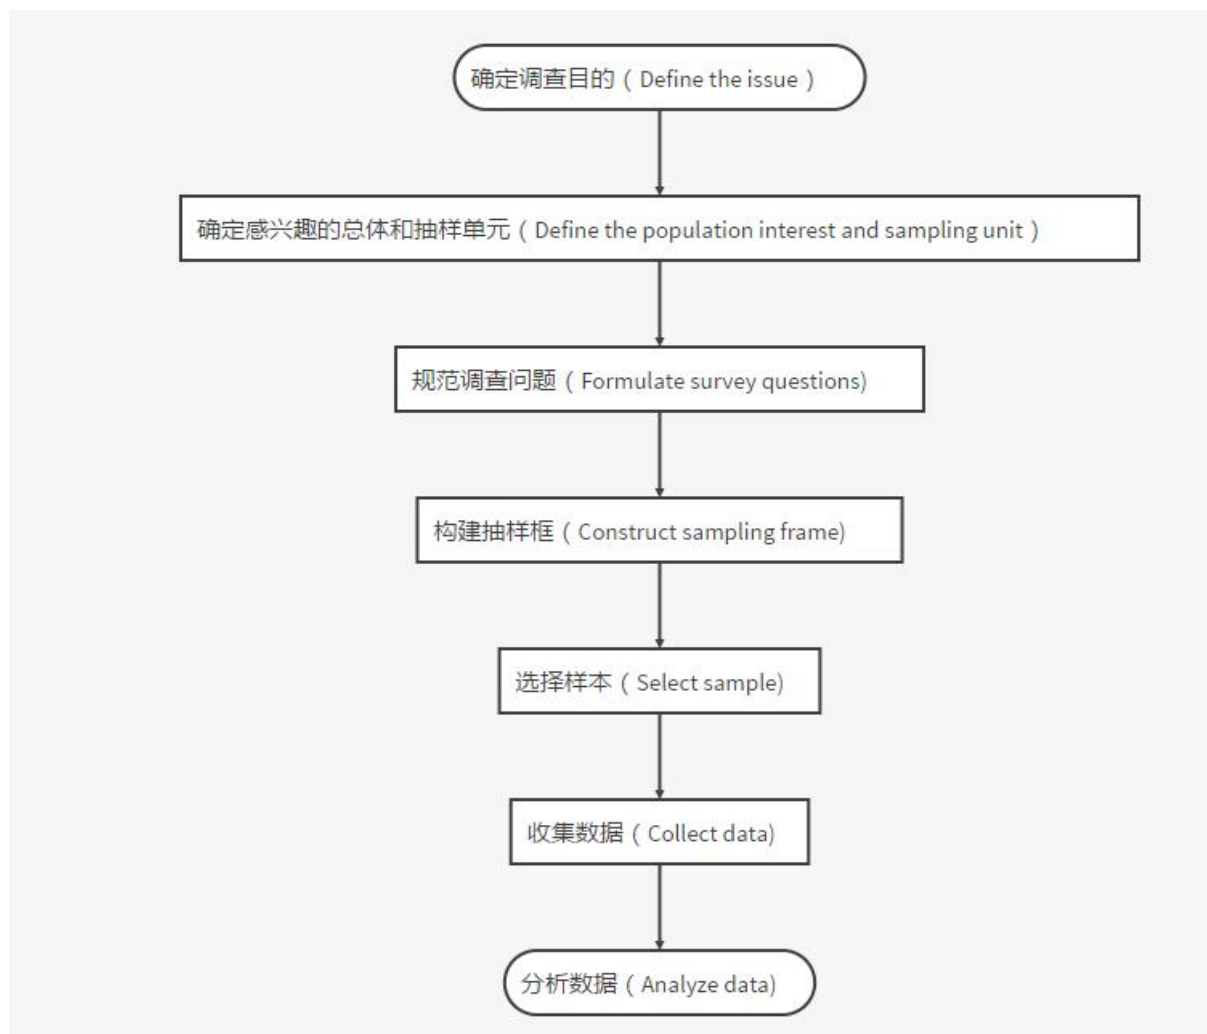 确定调查目的（Define the issue）
确定感兴趣的总体和抽样单元（Define the population interest and sampling unit）
规范调查问题（Formulate survey questions)
构建抽样框（Construct sampling frame)
选择样本（Select sample)
收集数据（Collect data)
分析数据（Analyze data)